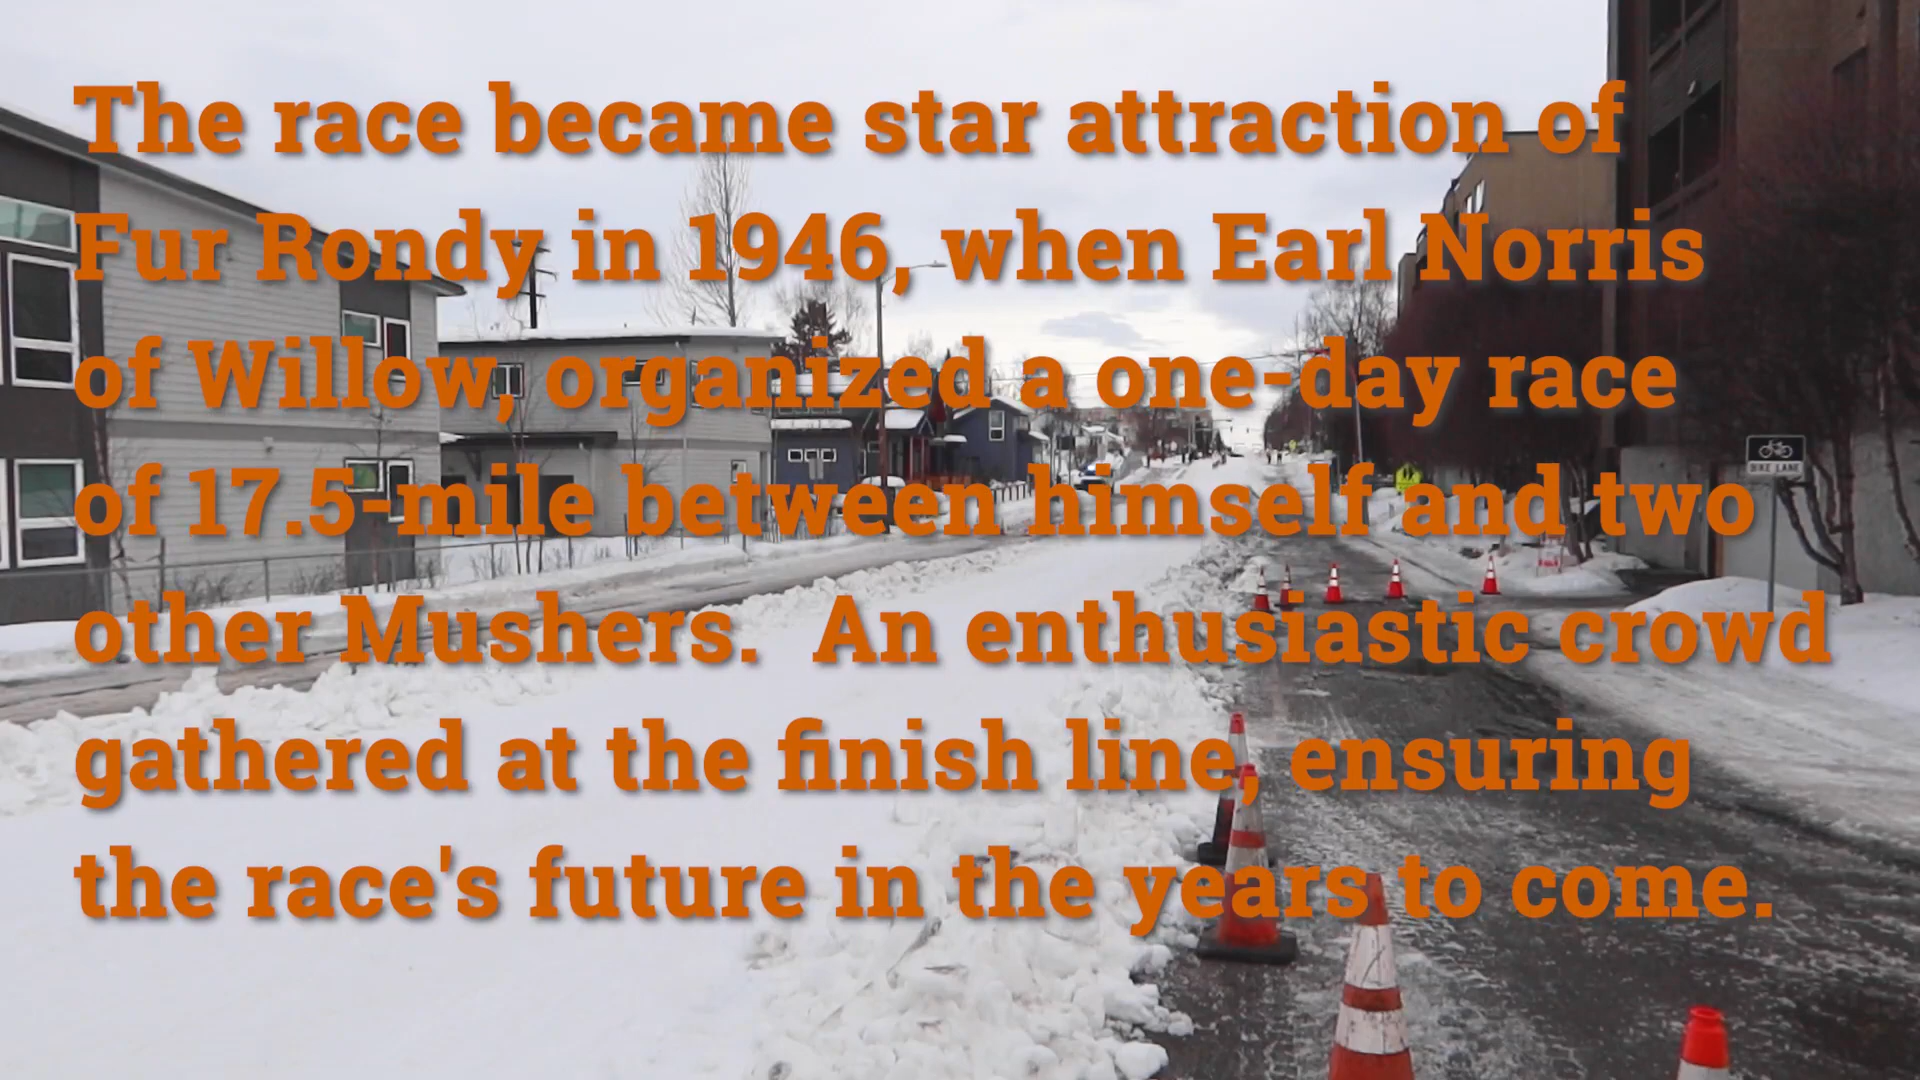 The race became star attraction of
Fur Rondy in 1946, when Earl Norris
of Willow, organized a one-day race
of 17.5-mile between himself and two
other Mushers.  An enthusiastic crowd
gathered at the finish line, ensuring
the race's future in the years to come.
BIKE LANE